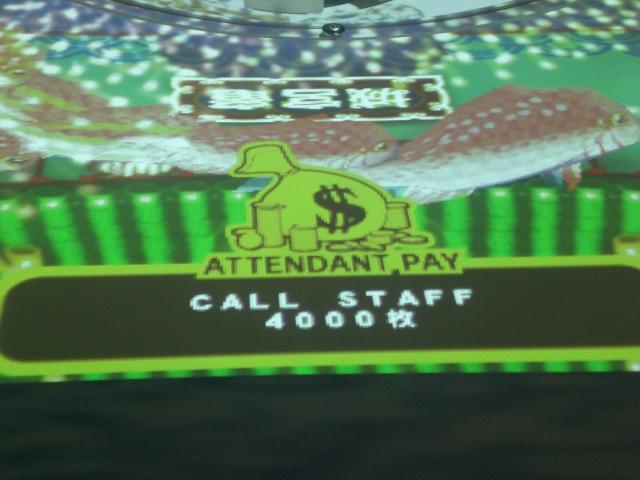 $
ATTENDANT PAY
CALL STAFF
4000枚